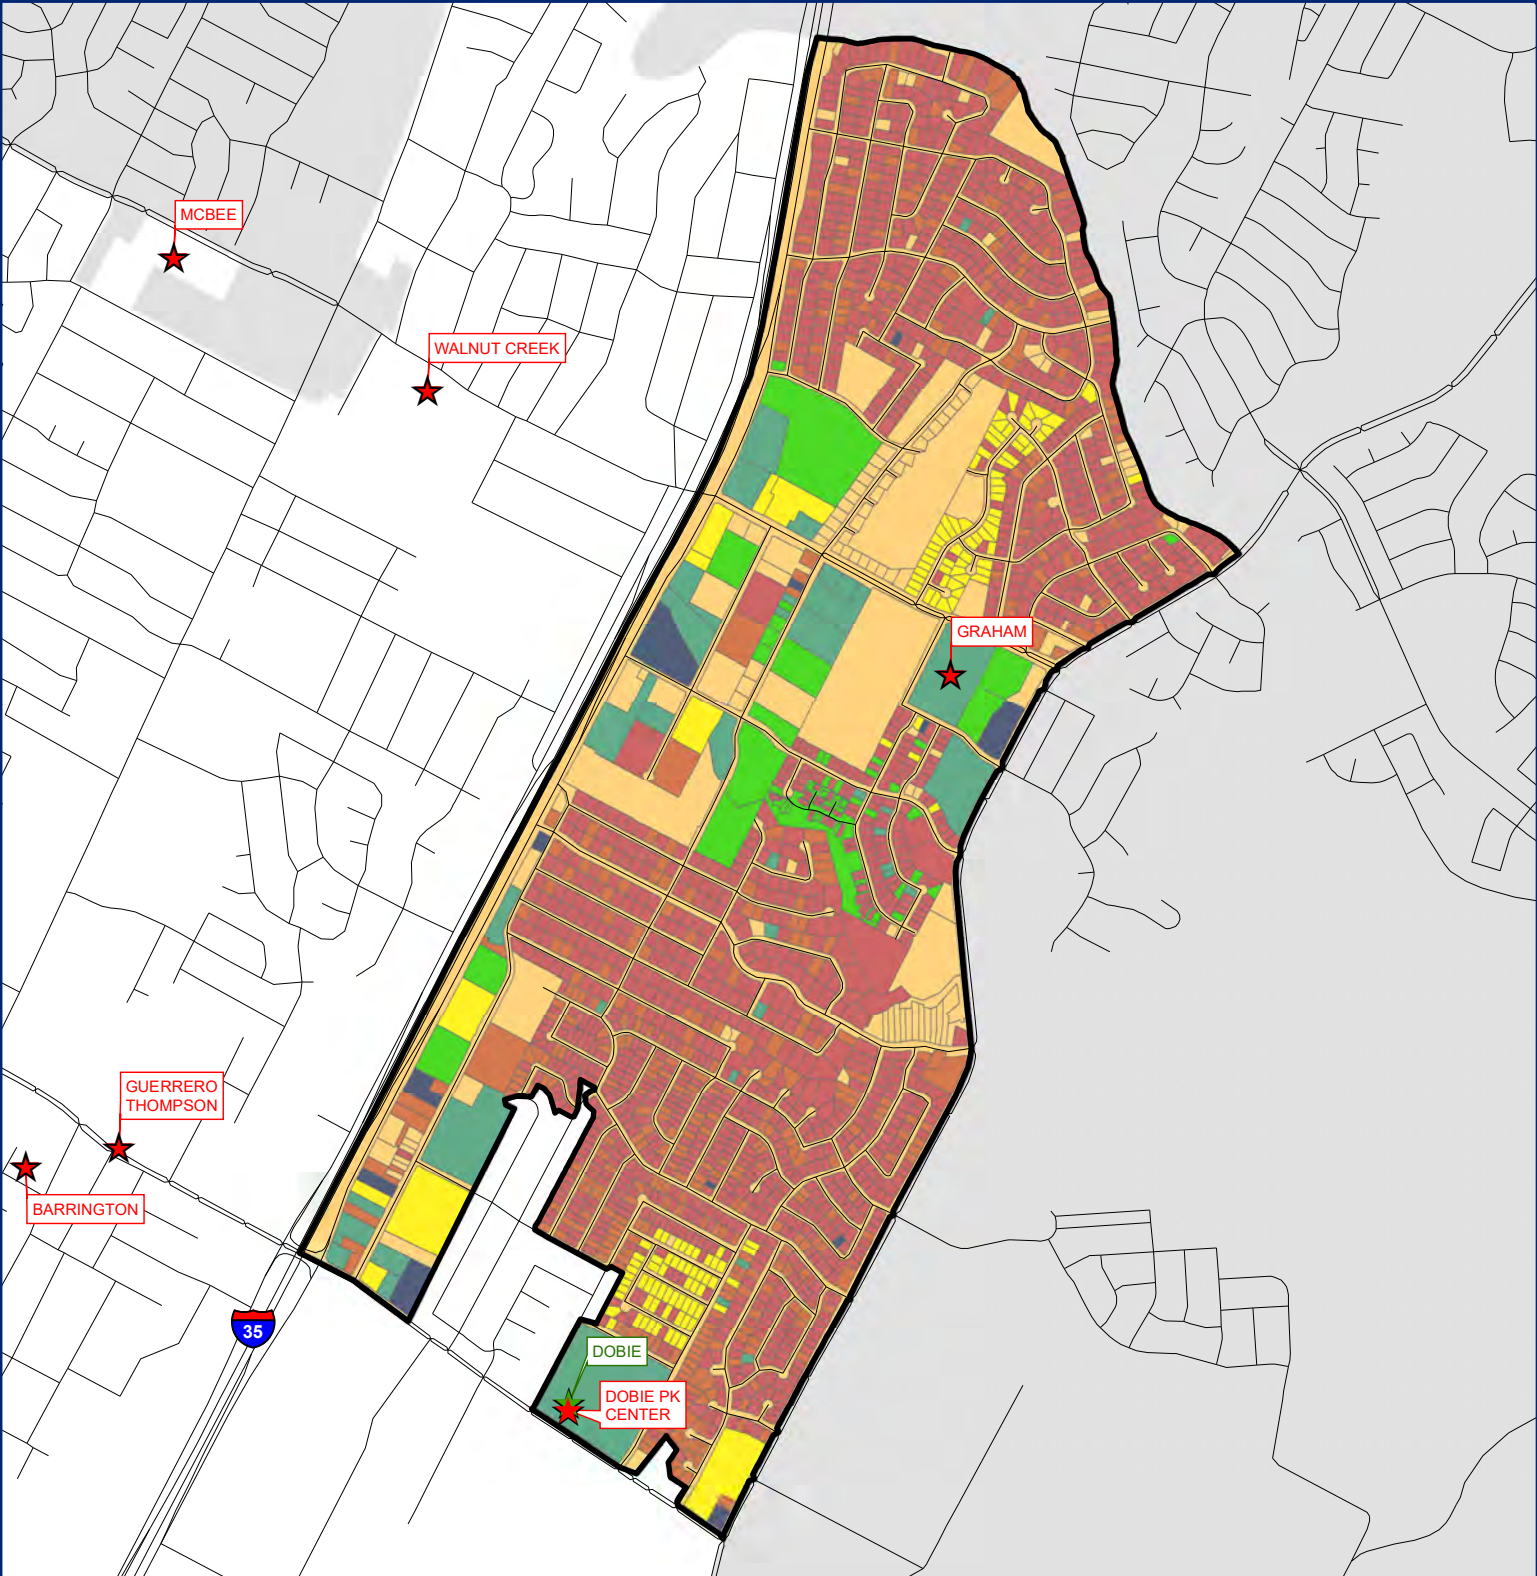 MCBEE
WALNUT CREEK
GRAHAM
GUERRERO
THOMPSON
BARRINGTON
35
DOBIE
DOBIE PK
CENTER